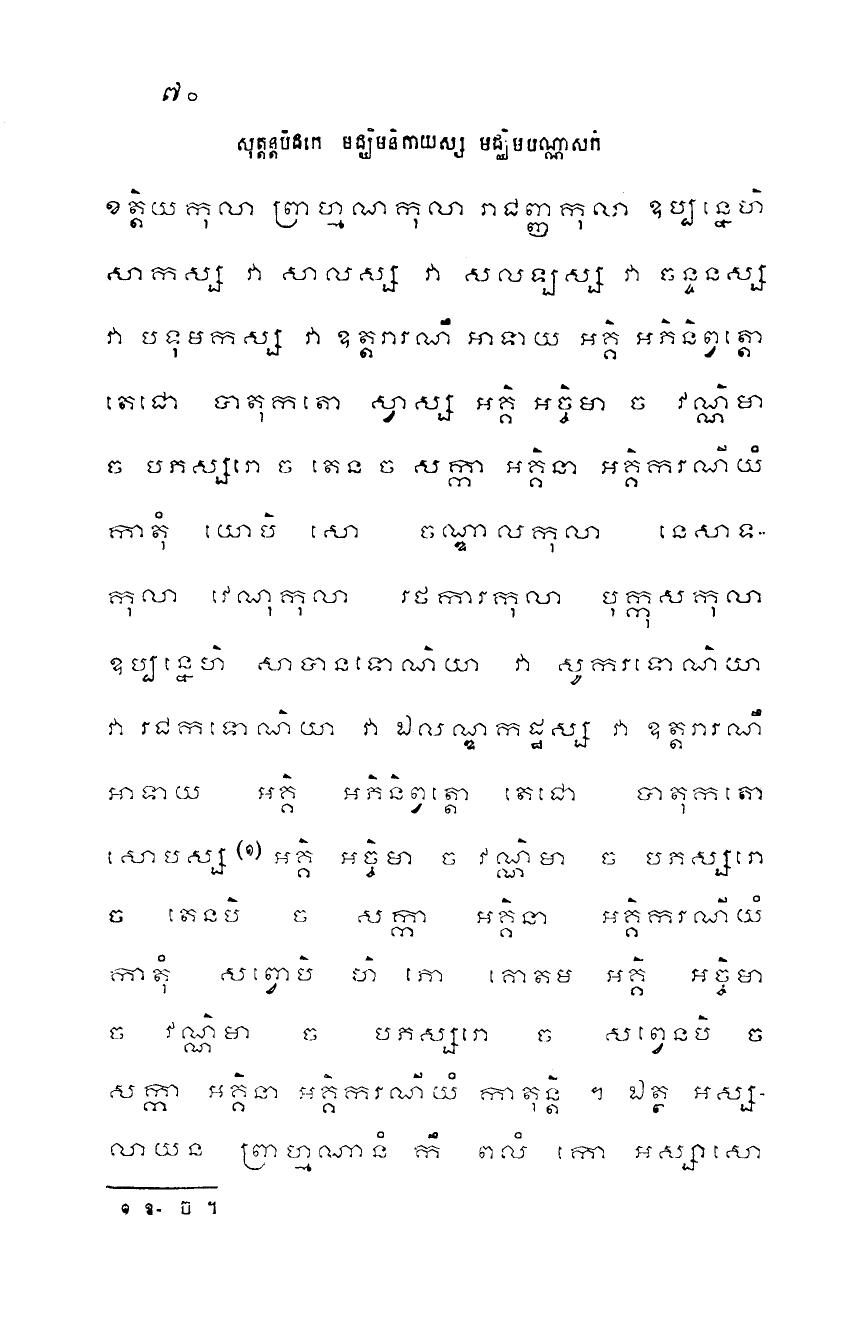 ៧០
សុត្តន្តបិដកេ មជ្ឈិមនិកាយស្ស មជ្ឈិមបណ្ណាសកំ
ខត្តិយកុលា ព្រាហ្មណកុលា រាជញ្ញកុលា ឧប្បន្នេហិ
សាកស្ស វា សាលស្ស វា សលឡស្ស វា ចន្ទនស្ស
វា បទុមកស្ស វា ឧត្តរារណឹ អាទាយ អគ្គិ អភិនិព្វត្តោ
តេជោ បាតុកតោ ស្វាស្ស អគ្គិ អច្ចិមា ច វណ្ណិមា
ច បភស្សរោ ច តេន ច សក្កា អគ្គិនា អគ្គិករណីយំ
កាតុំ យោបិ សោ ចណ្ឌាលកុលា នេសាទ-
កុលា វេណុកុលា រថការកុលា បុក្កុសកុលា
ឧប្បន្នេហិ សាបានទោណិយា វា សូករទោណិយា
វា រជកទោណិយា វា ឯលណ្ឌកដ្ឋស្ស វា ឧត្តរារណឹ
អាទាយ អគ្គិ អភិនិព្វត្តោ តេជោ បាតុកតោ
សោបស្ស (១) អគ្គិ អច្ចិមា ច វណ្ណិមា ច បភស្សរោ
ច តេនបិ ច សក្កា អគ្គិនា អគ្គិករណីយំ
កាតុំ សព្វោបិ ហិ ភោ គោតម អគ្គិ អច្ចិមា
ច វណ្ណិមា ច បភស្សរោ ច សព្វេនបិ ច
សក្កា អគ្គិនា អគ្គិករណីយំ កាតុន្តិ ។ ឯត្ថ អស្ស-
លាយន ព្រាហ្មណានំ កឹ ពលំ កោ អស្សាសោ
១ ឱ- បិ ។